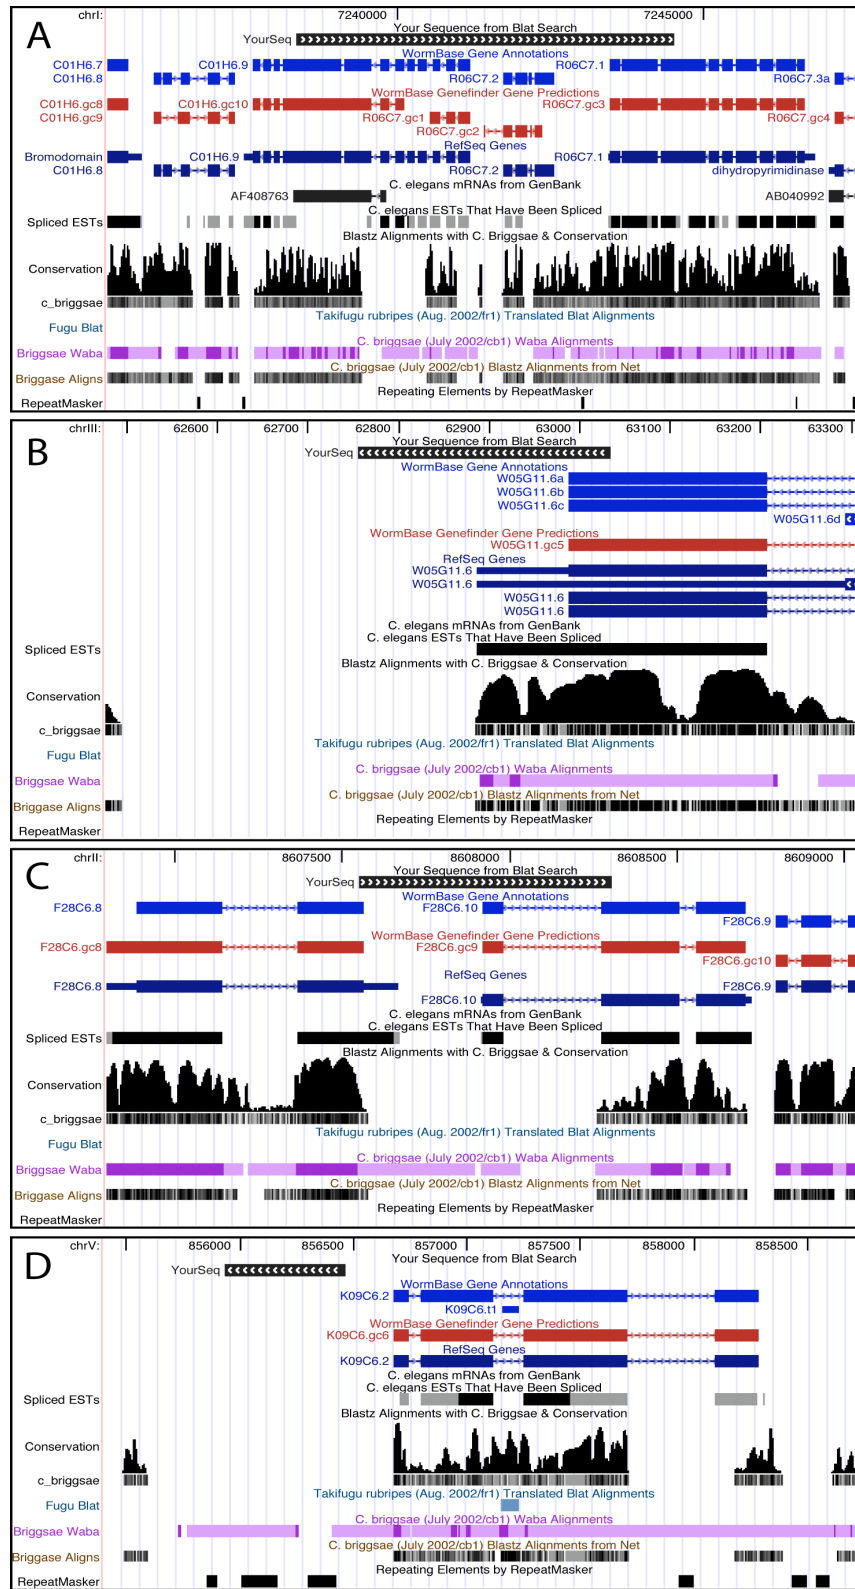 A
chrI: 7240000 7245000
Your Sequence from Blat Search
YourSeq
WormBase Gene Annotations
C01H6.7 C01H6.9 R06C7.1
C01H6.8 R06C7.2 R06C7.3a
WormBase Genefinder Gene Predictions
C01H6.gc8 C01H6.gc10 R06C7.gc3
C01H6.gc9 R06C7.gc1 R06C7.gc4
R06C7.gc2
RefSeq Genes
Bromodomain C01H6.9 R06C7.1
C01H6.8 R06C7.2 dihydropyrimidinase
C. elegans mRNAs from GenBank
AF408763 AB040992
C. elegans ESTs That Have Been Spliced
Spliced ESTs
Blastz Alignments with C. Briggsae & Conservation
Conservation
c_briggsae
Takifugu rubripes (Aug. 2002/fr1) Translated Blat Alignments
Fugu Blat
C. briggsae (July 2002/cb1) Waba Alignments
Briggsae Waba
C. briggsae (July 2002/cb1) Blastz Alignments from Net
Briggase Aligns
Repeating Elements by RepeatMasker
RepeatMasker
B
chrIII: 62600 62700 62800 62900 63000 63100 63200 63300
Your Sequence from Blat Search
YourSeq
WormBase Gene Annotations
W05G11.6a
W05G11.6b
W05G11.6c
W05G11.6d
WormBase Genefinder Gene Predictions
W05G11.gc5
RefSeq Genes
W05G11.6
W05G11.6
W05G11.6
W05G11.6
C. elegans mRNAs from GenBank
C. elegans ESTs That Have Been Spliced
Spliced ESTs
Blastz Alignments with C. Briggsae & Conservation
Conservation
c_briggsae
Takifugu rubripes (Aug. 2002/fr1) Translated Blat Alignments
Fugu Blat
C. briggsae (July 2002/cb1) Waba Alignments
Briggsae Waba
C. briggsae (July 2002/cb1) Blastz Alignments from Net
Briggase Aligns
Repeating Elements by RepeatMasker
RepeatMasker
C
chrII: 8607500 8608000 8608500 8609000
Your Sequence from Blat Search
YourSeq
WormBase Gene Annotations
F28C6.8 F28C6.10
F28C6.9
WormBase Genefinder Gene Predictions
F28C6.gc8 F28C6.gc9
F28C6.gc10
RefSeq Genes
F28C6.8 F28C6.9
F28C6.10
C. elegans mRNAs from GenBank
C. elegans ESTs That Have Been Spliced
Spliced ESTs
Blastz Alignments with C. Briggsae & Conservation
Conservation
c_briggsae
Takifugu rubripes (Aug. 2002/fr1) Translated Blat Alignments
Fugu Blat
C. briggsae (July 2002/cb1) Waba Alignments
Briggsae Waba
C. briggsae (July 2002/cb1) Blastz Alignments from Net
Briggase Aligns
Repeating Elements by RepeatMasker
RepeatMasker
D
chrV: 856000 856500 857000 857500 858000 858500
Your Sequence from Blat Search
YourSeq
WormBase Gene Annotations
K09C6.2
K09C6.t1
WormBase Genefinder Gene Predictions
K09C6.gc6
RefSeq Genes
K09C6.2
C. elegans mRNAs from GenBank
C. elegans ESTs That Have Been Spliced
Spliced ESTs
Blastz Alignments with C. Briggsae & Conservation
Conservation
c_briggsae
Takifugu rubripes (Aug. 2002/fr1) Translated Blat Alignments
Fugu Blat
C. briggsae (July 2002/cb1) Waba Alignments
Briggsae Waba
C. briggsae (July 2002/cb1) Blastz Alignments from Net
Briggase Aligns
Repeating Elements by RepeatMasker
RepeatMasker